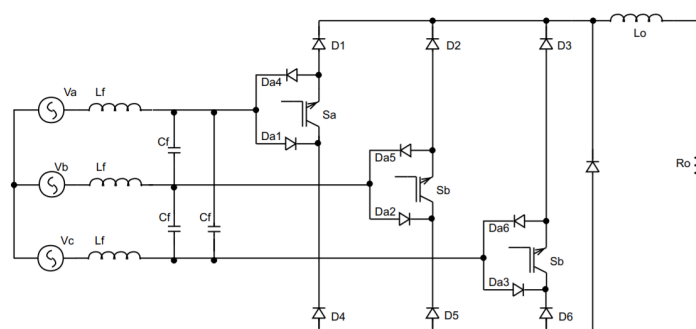 D1
D2
D3
Lo
Va
Lf
Da4
Sa
Da1
Cf
Da5
Vb
Lf
Sb
Ro
Da2
Cf
Cf
Da6
Vc
Lf
Sb
Da3
D4
D5
D6